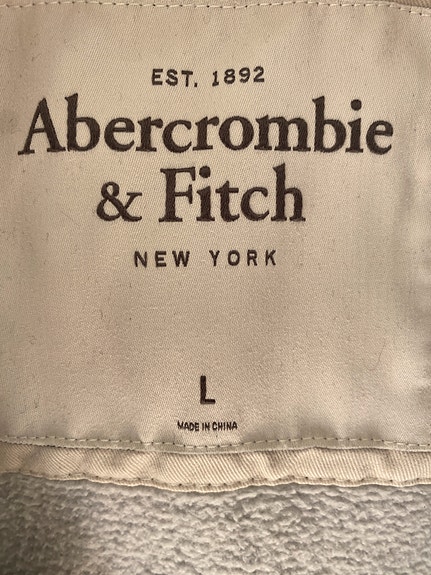 EST. 1892
Abercrombie
& Fitch
NEW YORK
L
MADE IN CHINA